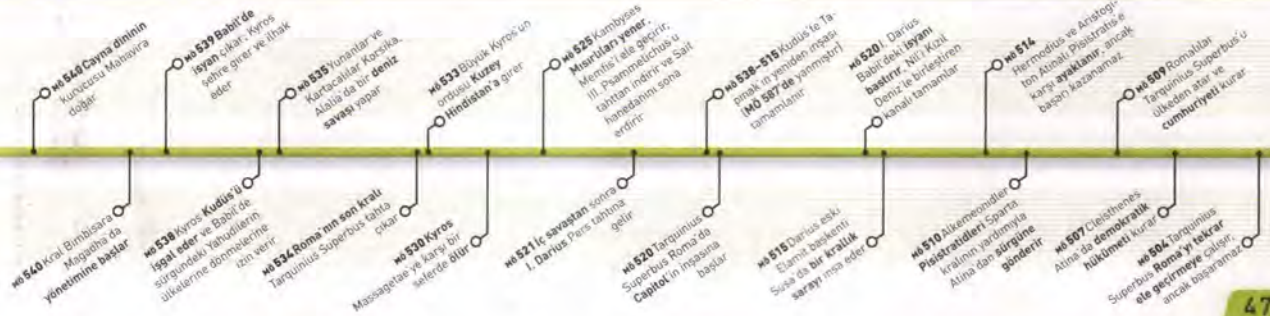 MÖ 540 Cayna dininin
kurucusu Mahavira
doğar
MÖ 539 Babil'de
isyan çıkar; Kyros
şehre girer ve ilhak
eder
MÖ 535 Yunanlar ve
Kartacalılar Korsika,
Alalia'da bir deniz
savaşı yapar
MÖ 533 Büyük Kyros'un
ordusu Kuzey
Hindistan'a girer
MÖ 525 Kambyses
Mısırlıları yener,
Memfis'i ele geçirir,
III. Psammetichus'u
tahttan indirir ve Sait
hanedanını sona
erdirir
MÖ 538–515 Kudüs'te Ta-
pınak'ın yeniden inşası
(MÖ 587'de yanmıştır)
tamamlanır
MÖ 520 I. Darius
Babil'deki isyanı
bastırır, Nil'i Kızıl
Deniz'le birleştiren
kanalı tamamlar
MÖ 514
Hermodius ve Aristogi-
ton Atinalı Pisistratis'e
karşı ayaklanır, ancak
başarı kazanamaz
MÖ 509 Romalılar
Tarquinius Superbus'u
ülkeden atar ve
cumhuriyeti kurar
MÖ 540 Kral Bimbisara
Magadha'da
yönetimine başlar
MÖ 538 Kyros Kudüs'ü
işgal eder ve Babil'de
sürgündeki Yahudilerin
ülkelerine dönmelerine
izin verir
MÖ 534 Roma'nın son kralı
Tarquinius Superbus tahta
çıkar
MÖ 530 Kyros
Massagetae'ye karşı bir
seferde ölür
MÖ 521 İç savaştan sonra
I. Darius Pers tahtına
gelir
MÖ 520 Tarquinius
Superbus Roma'da
Capitol'ün inşasına
başlar
MÖ 515 Darius eski
Elamit başkenti
Susa'da bir krallık
sarayı inşa eder
MÖ 510 Alkemeonidler
Pisistratidleri Sparta
kralının yardımıyla
Atina'dan sürgüne
gönderir
MÖ 507 Cleisthenes
Atina'da demokratik
hükümeti kurar
MÖ 504 Tarquinius
Superbus Roma'yı tekrar
ele geçirmeye çalışır,
ancak başaramaz
47